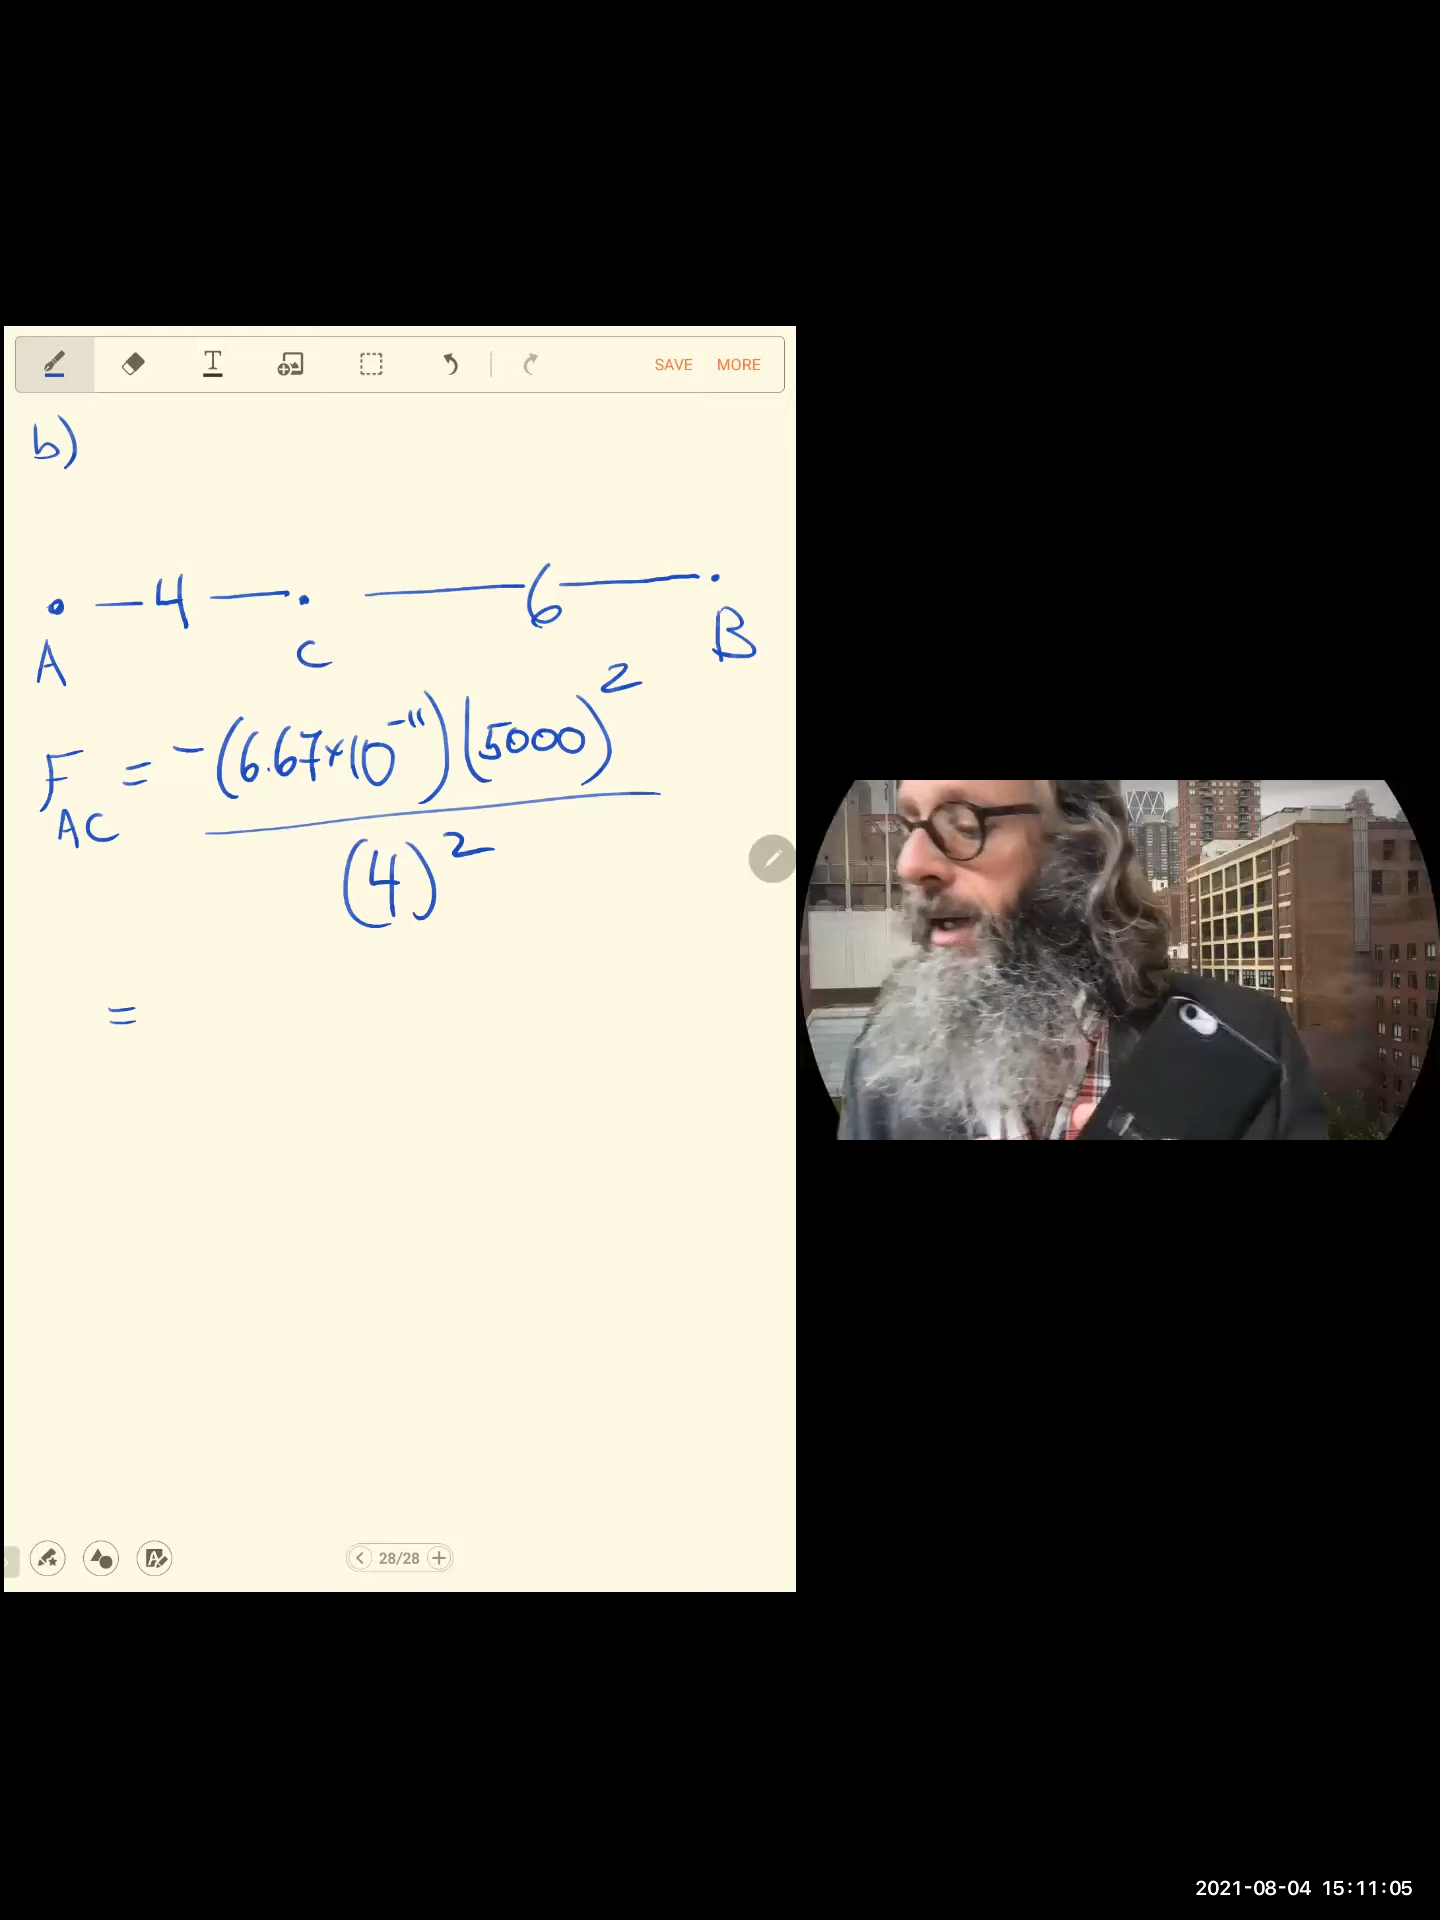 T SAVE MORE
b)
4 6
A C B
F_AC = -(6.67×10^-11)(5000)^2
(4)^2
=
A
28/28
2021-08-04 15:11:05